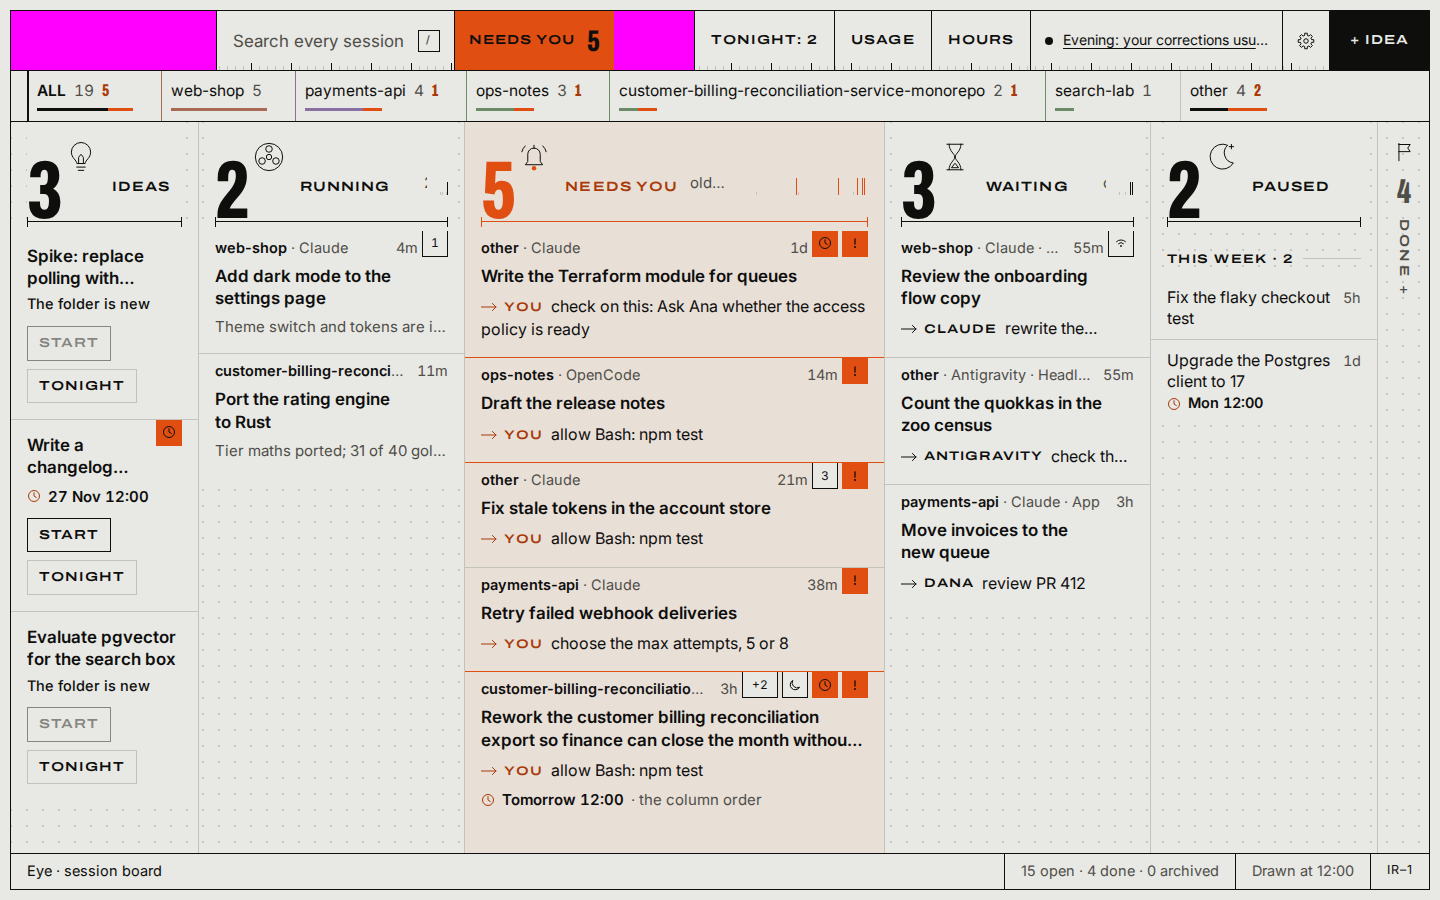 Search every session /
NEEDS YOU 5
TONIGHT: 2
USAGE
HOURS
Evening: your corrections usu...
+ IDEA
ALL 19 5
web-shop 5
payments-api 4 1
ops-notes 3 1
customer-billing-reconciliation-service-monorepo 2 1
search-lab 1
other 4 2
3 IDEAS
Spike: replace
polling with...
The folder is new
START
TONIGHT
Write a
changelog...
27 Nov 12:00
START
TONIGHT
Evaluate pgvector
for the search box
The folder is new
START
TONIGHT
2 RUNNING
web-shop · Claude 4m 1
Add dark mode to the
settings page
Theme switch and tokens are i...
customer-billing-reconci... 11m
Port the rating engine
to Rust
Tier maths ported; 31 of 40 gol...
5 NEEDS YOU old...
other · Claude 1d !
Write the Terraform module for queues
→ YOU check on this: Ask Ana whether the access
policy is ready
ops-notes · OpenCode 14m !
Draft the release notes
→ YOU allow Bash: npm test
other · Claude 21m 3 !
Fix stale tokens in the account store
→ YOU allow Bash: npm test
payments-api · Claude 38m !
Retry failed webhook deliveries
→ YOU choose the max attempts, 5 or 8
customer-billing-reconciliatio... 3h +2 !
Rework the customer billing reconciliation
export so finance can close the month withou...
→ YOU allow Bash: npm test
Tomorrow 12:00 · the column order
3 WAITING
web-shop · Claude · ... 55m
Review the onboarding
flow copy
→ CLAUDE rewrite the...
other · Antigravity · Headl... 55m
Count the quokkas in the
zoo census
→ ANTIGRAVITY check th...
payments-api · Claude · App 3h
Move invoices to the
new queue
→ DANA review PR 412
2 PAUSED
THIS WEEK · 2
Fix the flaky checkout 5h
test
Upgrade the Postgres 1d
client to 17
Mon 12:00
4 DONE +
Eye · session board
15 open · 4 done · 0 archived
Drawn at 12:00
IR-1